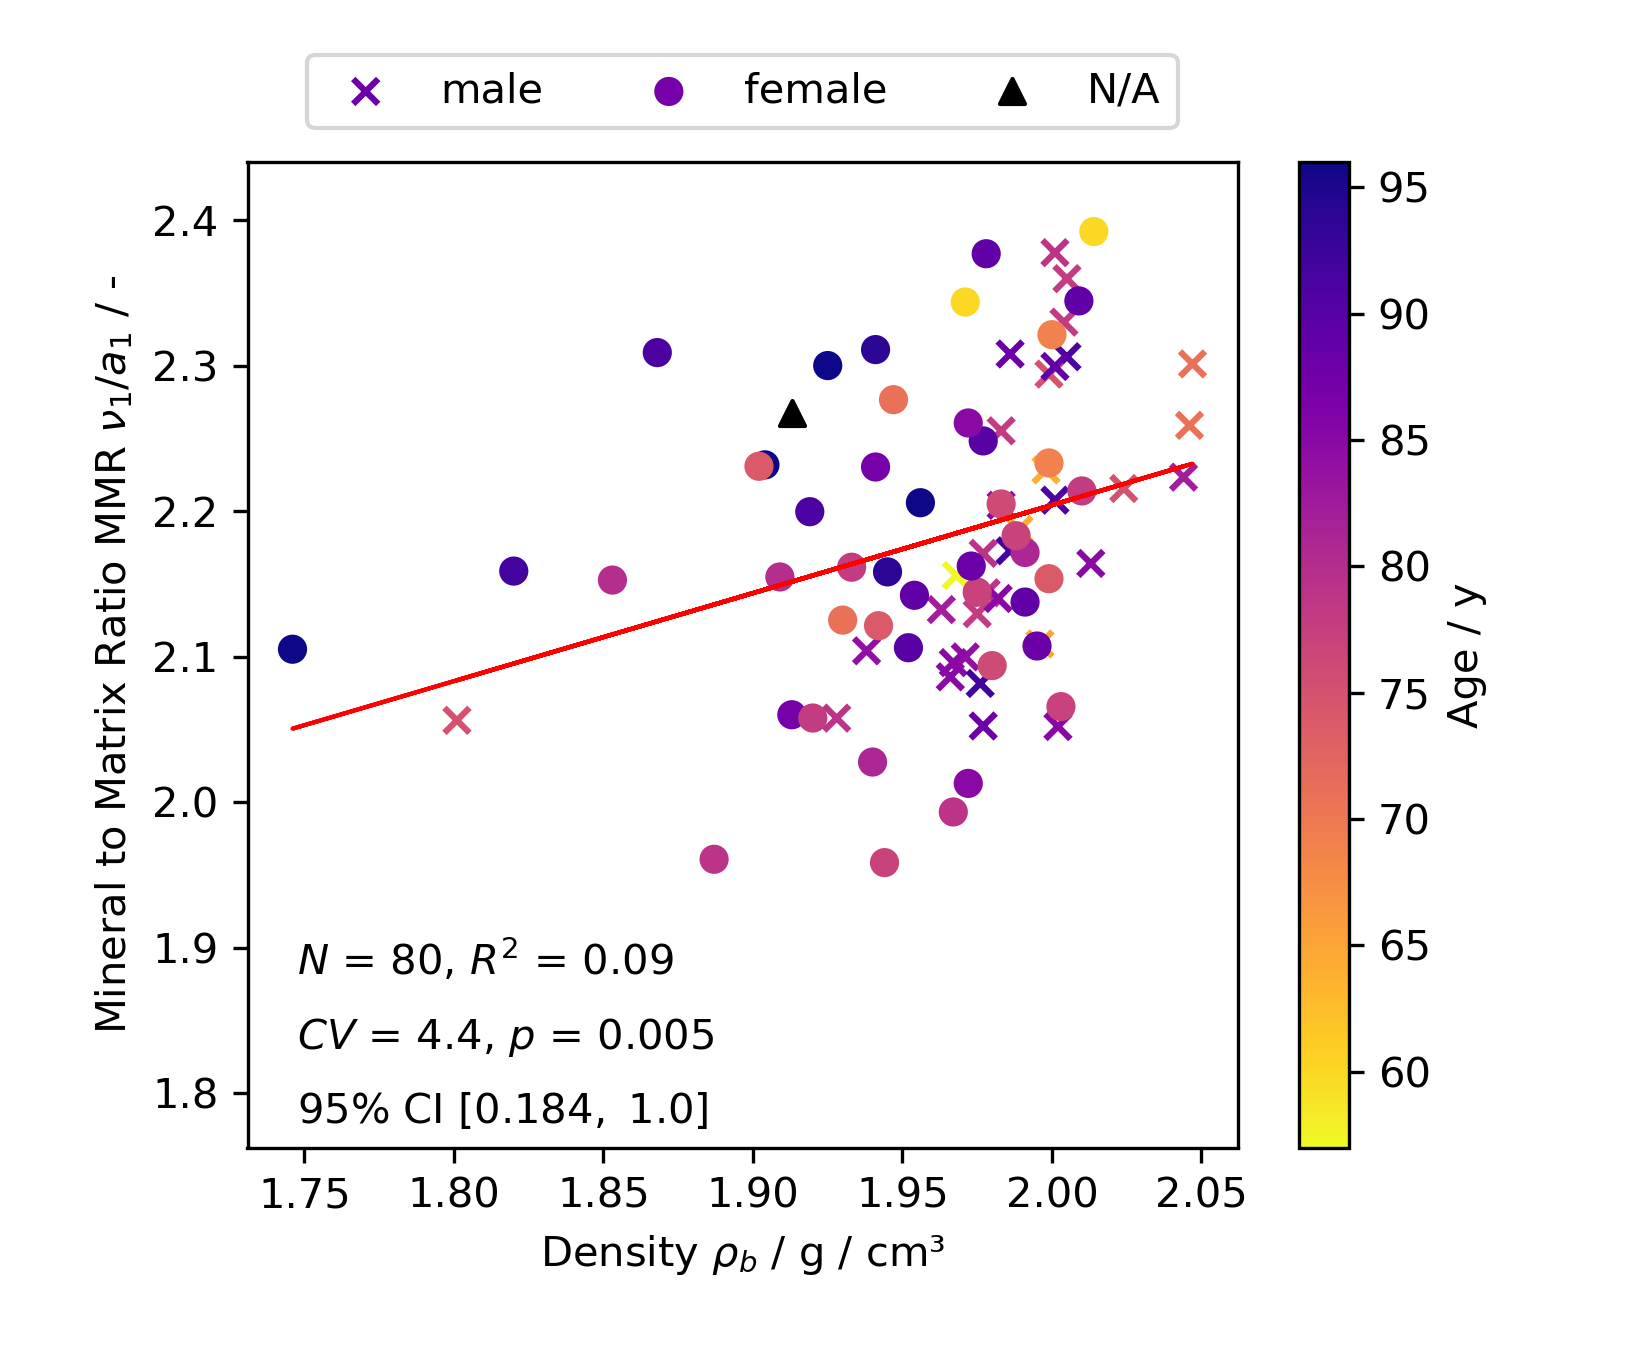 male female N/A
Mineral to Matrix Ratio MMR ν₁/a₁ / -
2.4
2.3
2.2
2.1
2.0
1.9
1.8
N = 80, R² = 0.09
CV = 4.4, p = 0.005
95% CI [0.184, 1.0]
1.75 1.80 1.85 1.90 1.95 2.00 2.05
Density ρ_b / g / cm³
95
90
85
80
75
70
65
60
Age / y